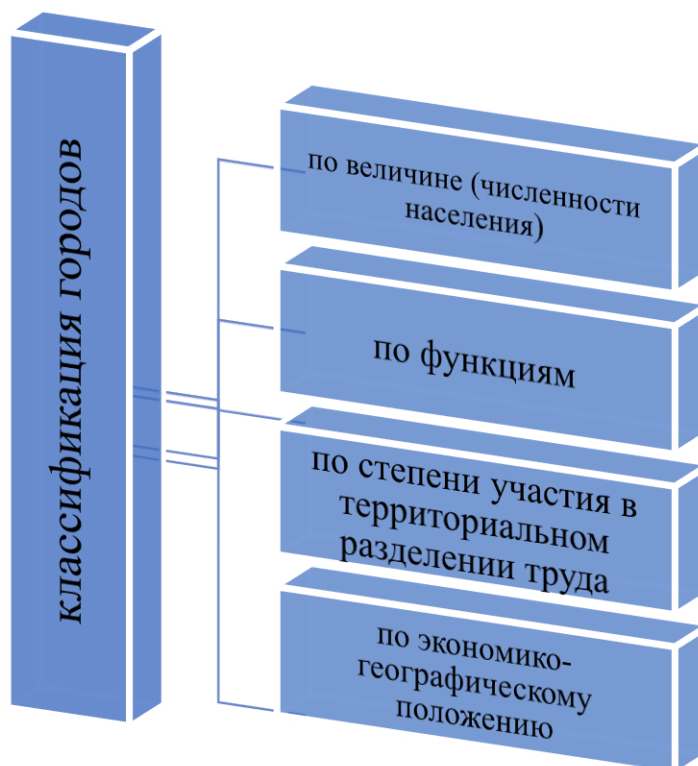 классификация городов
по величине (численности
населения)
по функциям
по степени участия в
территориальном
разделении труда
по экономико-
географическому
положению